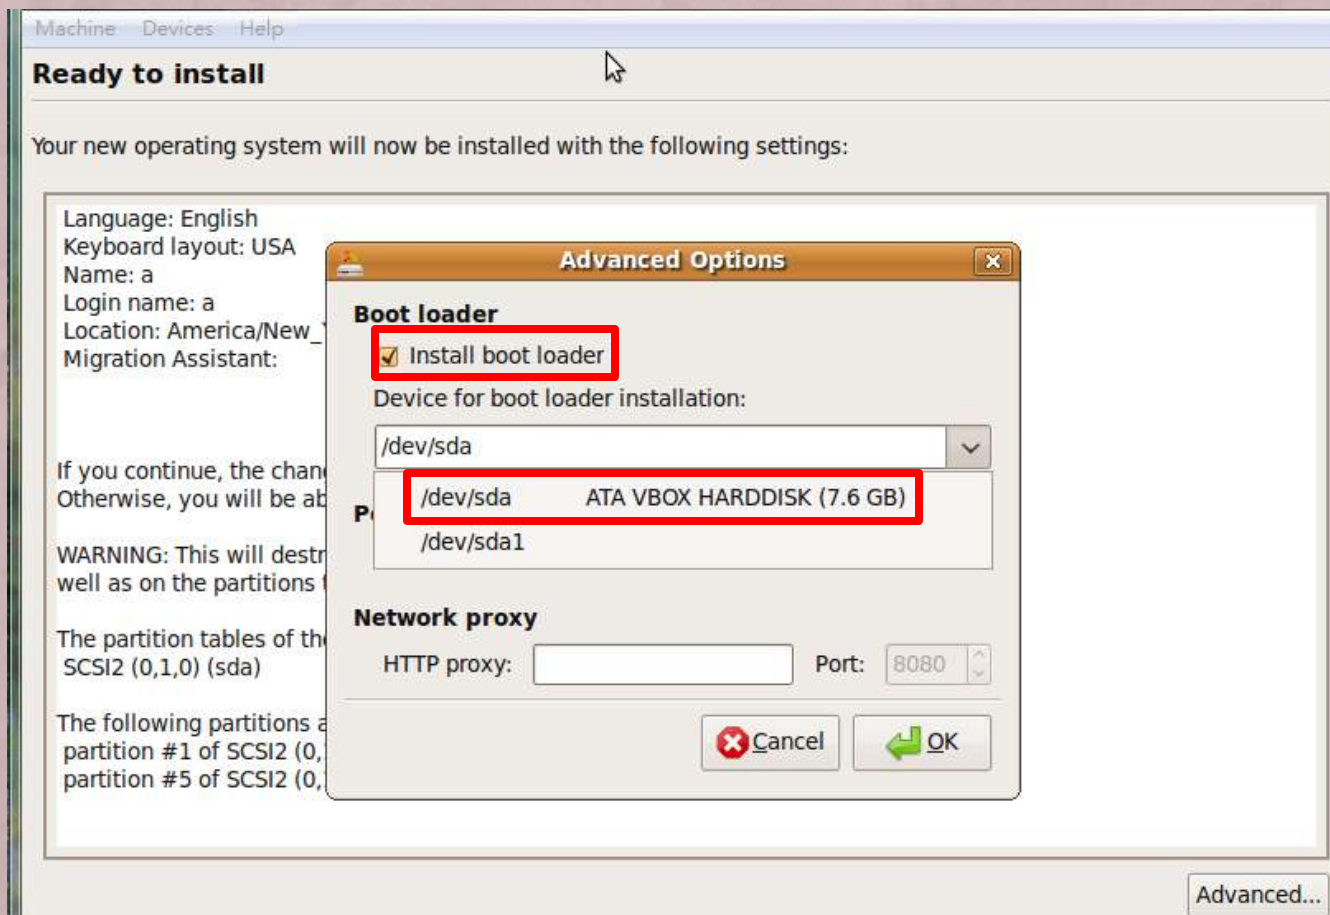 Machine Devices Help
Ready to install
Your new operating system will now be installed with the following settings:
Language: English
Keyboard layout: USA
Name: a
Login name: a
Location: America/New_
Migration Assistant:
If you continue, the chan
Otherwise, you will be ab
WARNING: This will destr
well as on the partitions
The partition tables of the
SCSI2 (0,1,0) (sda)
The following partitions a
partition #1 of SCSI2 (0,
partition #5 of SCSI2 (0,
Advanced Options
Boot loader
Install boot loader
Device for boot loader installation:
/dev/sda
/dev/sda ATA VBOX HARDDISK (7.6 GB)
/dev/sda1
P
Network proxy
HTTP proxy: Port: 8080
Cancel OK
Advanced...